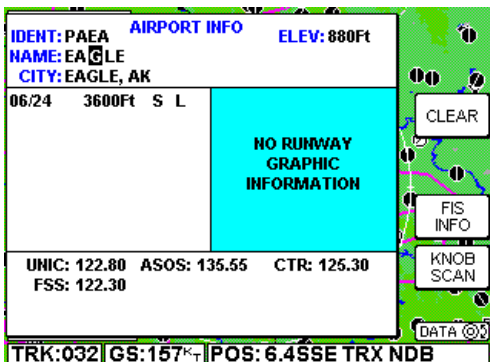 AIRPORT INFO
IDENT: PAEA ELEV: 880Ft
NAME: EAGLE
CITY: EAGLE, AK
06/24 3600Ft S L
NO RUNWAY
GRAPHIC
INFORMATION
UNIC: 122.80 ASOS: 135.55 CTR: 125.30
FSS: 122.30
CLEAR
FIS
INFO
KNOB
SCAN
DATA
TRK:032 GS:157KT POS: 6.4SSE TRX NDB